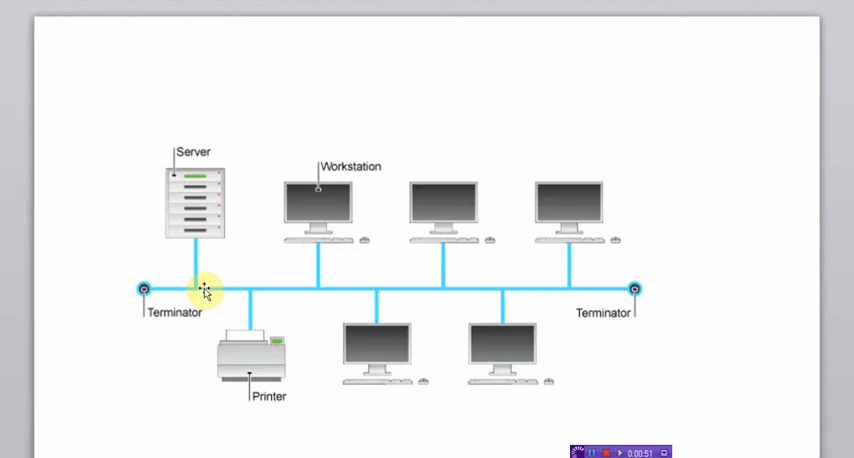 Server
Workstation
Terminator
Terminator
Printer
0:00:51